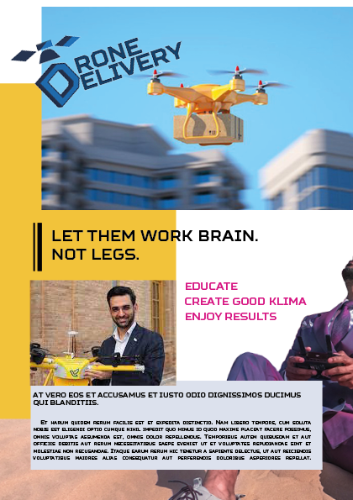 DRONE
DELIVERY
LET THEM WORK BRAIN.
NOT LEGS.
EDUCATE
CREATE GOOD KLIMA
ENJOY RESULTS
AT VERO EOS ET ACCUSAMUS ET IUSTO ODIO DIGNISSIMOS DUCIMUS
QUI BLANDITIIS.
ET HARUM QUIDEM RERUM FACILIS EST ET EXPEDITA DISTINCTIO. NAM LIBERO TEMPORE, CUM SOLUTA
NOBIS EST ELIGENDI OPTIO CUMQUE NIHIL IMPEDIT QUO MINUS ID QUOD MAXIME PLACEAT FACERE POSSIMUS,
OMNIS VOLUPTAS ASSUMENDA EST, OMNIS DOLOR REPELLENDUS. TEMPORIBUS AUTEM QUIBUSDAM ET AUT
OFFICIIS DEBITIS AUT RERUM NECESSITATIBUS SAEPE EVENIET UT ET VOLUPTATES REPUDIANDAE SINT ET
MOLESTIAE NON RECUSANDAE. ITAQUE EARUM RERUM HIC TENETUR A SAPIENTE DELECTUS, UT AUT REICIENDIS
VOLUPTATIBUS MAIORES ALIAS CONSEQUATUR AUT PERFERENDIS DOLORIBUS ASPERIORES REPELLAT.